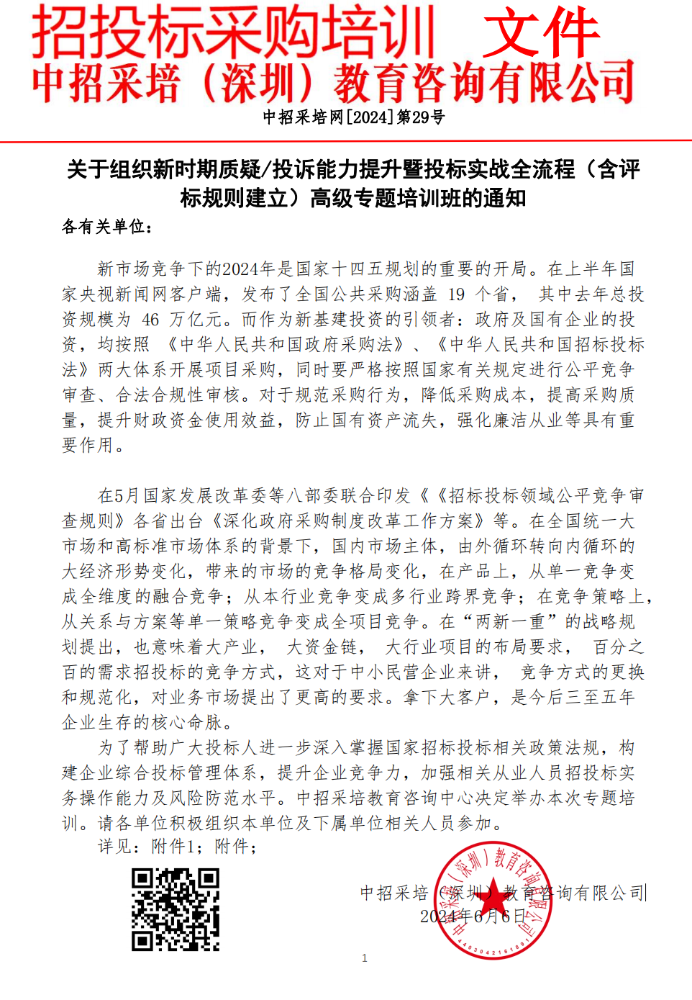 招投标采购培训 文件
中招采培（深圳）教育咨询有限公司
中招采培网[2024]第29号
关于组织新时期质疑/投诉能力提升暨投标实战全流程（含评
标规则建立）高级专题培训班的通知
各有关单位：
新市场竞争下的2024年是国家十四五规划的重要的开局。在上半年国
家央视新闻网客户端，发布了全国公共采购涵盖 19 个省， 其中去年总投
资规模为 46 万亿元。而作为新基建投资的引领者：政府及国有企业的投
资，均按照 《中华人民共和国政府采购法》、《中华人民共和国招标投标
法》两大体系开展项目采购，同时要严格按照国家有关规定进行公平竞争
审查、合法合规性审核。对于规范采购行为，降低采购成本，提高采购质
量，提升财政资金使用效益，防止国有资产流失，强化廉洁从业等具有重
要作用。
在5月国家发展改革委等八部委联合印发《《招标投标领域公平竞争审
查规则》各省出台《深化政府采购制度改革工作方案》等。在全国统一大
市场和高标准市场体系的背景下，国内市场主体，由外循环转向内循环的
大经济形势变化，带来的市场的竞争格局变化，在产品上，从单一竞争变
成全维度的融合竞争；从本行业竞争变成多行业跨界竞争；在竞争策略上，
从关系与方案等单一策略竞争变成全项目竞争。在“两新一重”的战略规
划提出，也意味着大产业， 大资金链， 大行业项目的布局要求， 百分之
百的需求招投标的竞争方式，这对于中小民营企业来讲， 竞争方式的更换
和规范化，对业务市场提出了更高的要求。拿下大客户，是今后三至五年
企业生存的核心命脉。
为了帮助广大投标人进一步深入掌握国家招标投标相关政策法规，构
建企业综合投标管理体系，提升企业竞争力，加强相关从业人员招投标实
务操作能力及风险防范水平。中招采培教育咨询中心决定举办本次专题培
训。请各单位积极组织本单位及下属单位相关人员参加。
详见：附件1；附件；
中招采培（深圳）教育咨询有限公司
2024年6月6日
中招采培（深圳）教育咨询有限公司
4403042161891
1